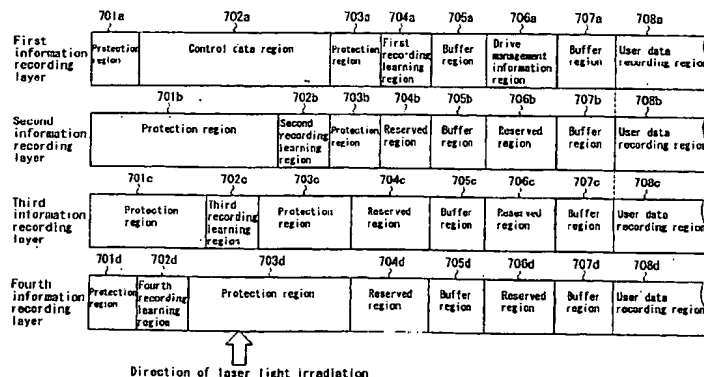 701a 702a 703a 704a 705a 706a 707a 708a
First information recording layer
Protection region
Control data region
Protection region
First recording learning region
Buffer region
Drive management information region
Buffer region
User data recording region
701b 702b 703b 704b 705b 706b 707b 708b
Second information recording layer
Protection region
Second recording learning region
Protection region
Reserved region
Buffer region
Reserved region
Buffer region
User data recording region
701c 702c 703c 704c 705c 706c 707c 708c
Third information recording layer
Protection region
Third recording learning region
Protection region
Reserved region
Buffer region
Reserved region
Buffer region
User data recording region
701d 702d 703d 704d 705d 706d 707d 708d
Fourth information recording layer
Protection region
Fourth recording learning region
Protection region
Reserved region
Buffer region
Reserved region
Buffer region
User data recording region
Direction of laser light irradiation